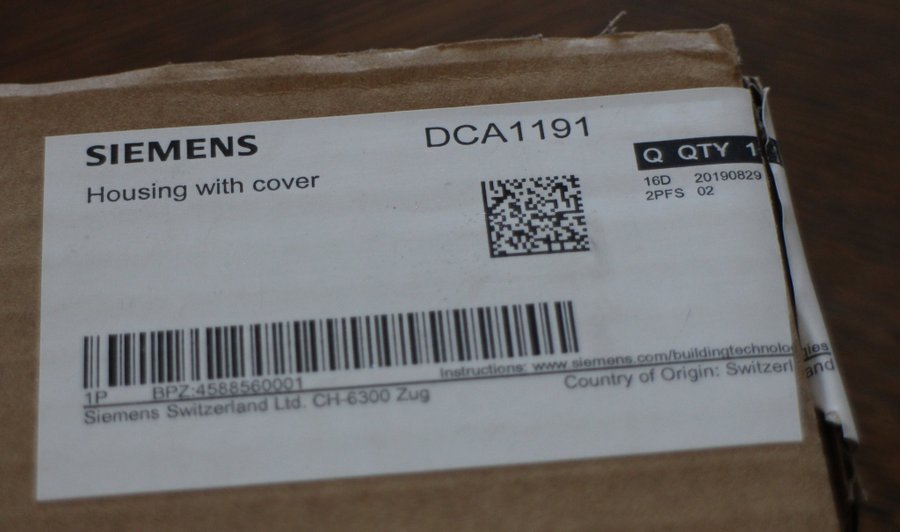 SIEMENS
DCA1191
Housing with cover
Q QTY 1
16D 20190829
2PFS 02
1P BPZ:4588560001
Instructions: www.siemens.com/buildingtechnologies
Siemens Switzerland Ltd. CH-6300 Zug
Country of Origin: Switzerland